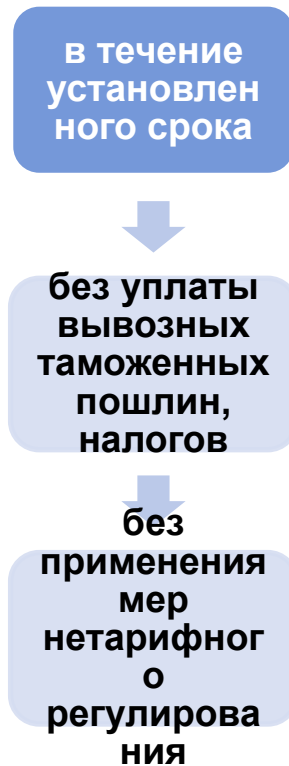 в течение
установлен
ного срока
без уплаты
вывозных
таможенных
пошлин,
налогов
без
применения
мер
нетарифног
о
регулирова
ния